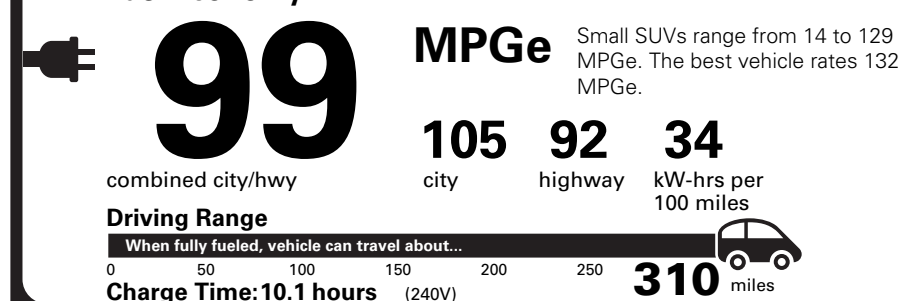 99
MPGe
Small SUVs range from 14 to 129
MPGe. The best vehicle rates 132
MPGe.
combined city/hwy
105
city
92
highway
34
kW-hrs per
100 miles
Driving Range
When fully fueled, vehicle can travel about...
0 50 100 150 200 250 310 miles
Charge Time: 10.1 hours (240V)